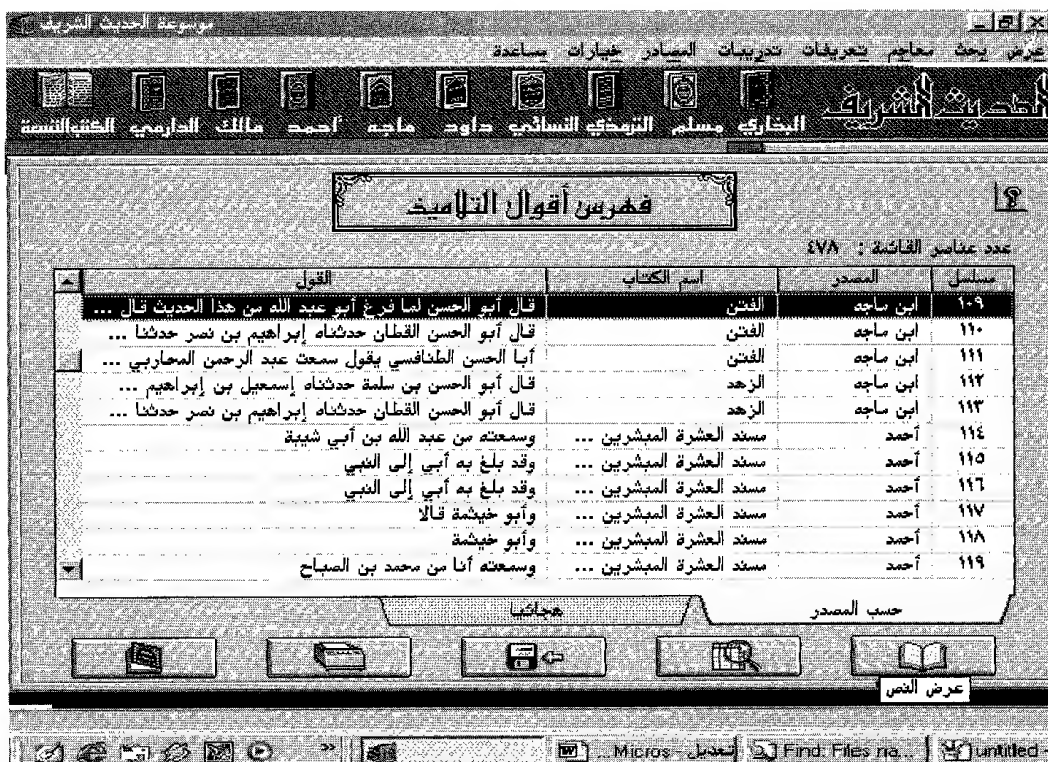 موسوعة الحديث الشريف
عرض بحث معاجم تعريفات تدريبات المصادر خيارات مساعدة
الحديث الشريف
البخاري مسلم الترمذي النسائي داود ماجه أحمد مالك الدارمي الكتب التسعة
فهرس أقوال التلاميذ
عدد عناصر القائمة : ٤٧٨
مسلسل المصدر اسم الكتاب القول
١٠٩ ابن ماجه الفتن قال أبو الحسن لما فرغ أبو عبد الله من هذا الحديث قال ...
١١٠ ابن ماجه الفتن قال أبو الحسن القطان حدثناه إبراهيم بن نصر حدثنا ...
١١١ ابن ماجه الفتن أبا الحسن الطنافسي يقول سمعت عبد الرحمن المحاربي ...
١١٢ ابن ماجه الزهد قال أبو الحسن بن سلمة حدثناه إسمعيل بن إبراهيم ...
١١٣ ابن ماجه الزهد قال أبو الحسن القطان حدثناه إبراهيم بن نصر حدثنا ...
١١٤ أحمد مسند العشرة المبشرين ... وسمعته من عبد الله بن أبي شيبة
١١٥ أحمد مسند العشرة المبشرين ... وقد بلغ به أبي إلى النبي
١١٦ أحمد مسند العشرة المبشرين ... وقد بلغ به أبي إلى النبي
١١٧ أحمد مسند العشرة المبشرين ... وأبو خيثمة قالا
١١٨ أحمد مسند العشرة المبشرين ... وأبو خيثمة
١١٩ أحمد مسند العشرة المبشرين ... وسمعته أنا من محمد بن الصباح
حسب المصدر هجائيا
عرض النص
تعديل - Micros... Find: Files na... untitled -